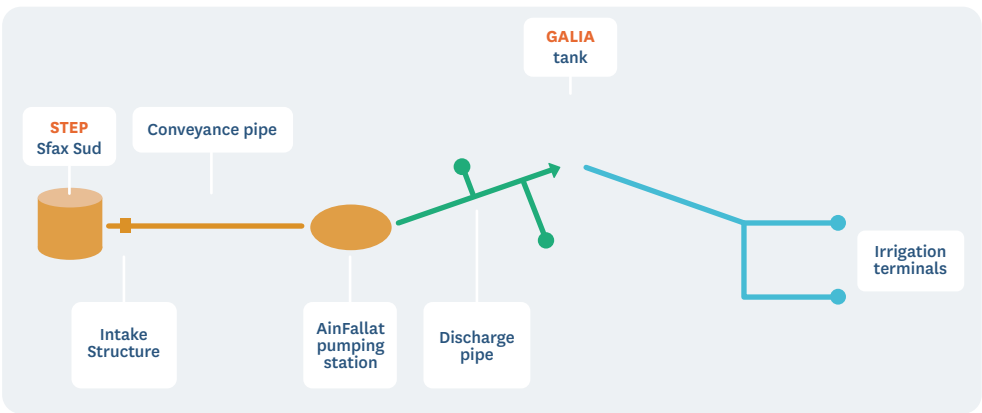 GALIA
tank
STEP
Sfax Sud
Conveyance pipe
Irrigation
terminals
Intake
Structure
AinFallat
pumping
station
Discharge
pipe